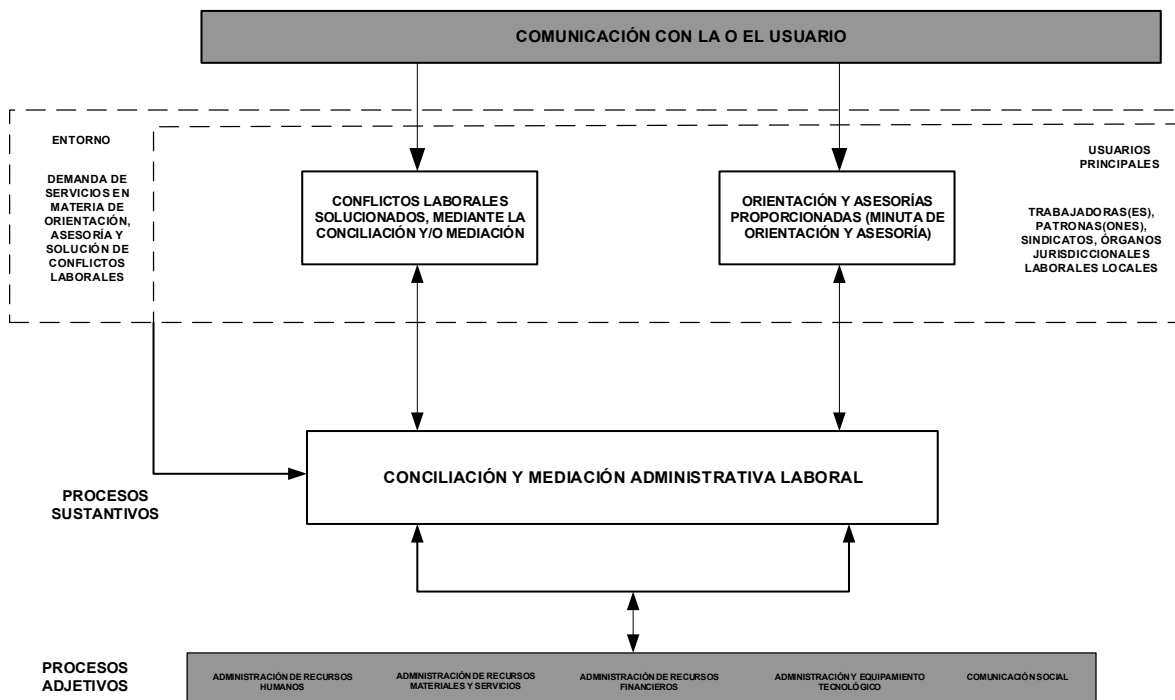 COMUNICACIÓN CON LA O EL USUARIO
ENTORNO
DEMANDA DE
SERVICIOS EN
MATERIA DE
ORIENTACIÓN,
ASESORÍA Y
SOLUCIÓN DE
CONFLICTOS
LABORALES
CONFLICTOS LABORALES
SOLUCIONADOS, MEDIANTE LA
CONCILIACIÓN Y/O MEDIACIÓN
ORIENTACIÓN Y ASESORÍAS
PROPORCIONADAS (MINUTA DE
ORIENTACIÓN Y ASESORÍA)
USUARIOS
PRINCIPALES
TRABAJADORAS(ES),
PATRONAS(ONES),
SINDICATOS, ÓRGANOS
JURISDICCIONALES
LABORALES LOCALES
CONCILIACIÓN Y MEDIACIÓN ADMINISTRATIVA LABORAL
PROCESOS
SUSTANTIVOS
PROCESOS
ADJETIVOS
ADMINISTRACIÓN DE RECURSOS
HUMANOS
ADMINISTRACIÓN DE RECURSOS
MATERIALES Y SERVICIOS
ADMINISTRACIÓN DE RECURSOS
FINANCIEROS
ADMINISTRACIÓN Y EQUIPAMIENTO
TECNOLÓGICO
COMUNICACIÓN SOCIAL